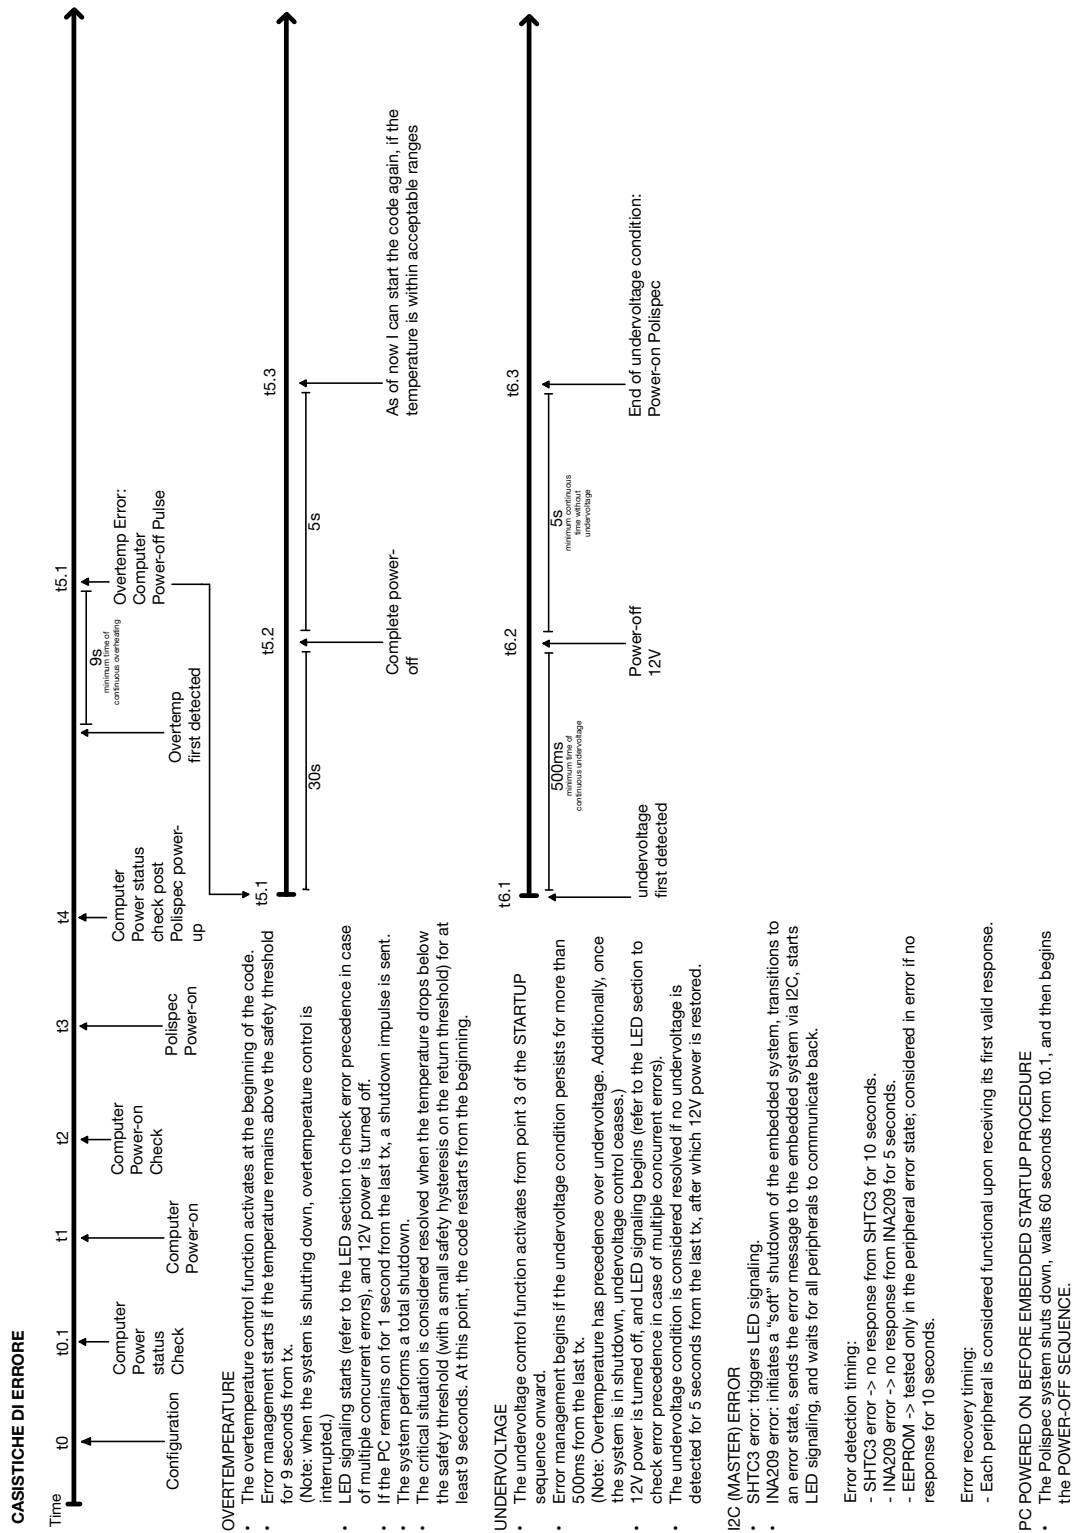 CASISTICHE DI ERRORE
Time
t0
t0.1
t1
t2
t3
t4
t5.1
Configuration
Computer
Power
status
Check
Computer
Power-on
Computer
Power-on
Check
Polispec
Power-on
Computer
Power status
check post
Polispec power-
up
Overtemp
first detected
9s
minimum time of
continuous overheating
Overtemp Error:
Computer
Power-off Pulse
OVERTEMPERATURE
• The overtemperature control function activates at the beginning of the code.
• Error management starts if the temperature remains above the safety threshold
for 9 seconds from tx.
(Note: when the system is shutting down, overtemperature control is
interrupted.)
• LED signaling starts (refer to the LED section to check error precedence in case
of multiple concurrent errors), and 12V power is turned off.
• If the PC remains on for 1 second from the last tx, a shutdown impulse is sent.
• The system performs a total shutdown.
• The critical situation is considered resolved when the temperature drops below
the safety threshold (with a small safety hysteresis on the return threshold) for at
least 9 seconds. At this point, the code restarts from the beginning.
t5.1
t5.2
t5.3
30s
5s
Complete power-
off
As of now I can start the code again, if the
temperature is within acceptable ranges
UNDERVOLTAGE
• The undervoltage control function activates from point 3 of the STARTUP
sequence onward.
• Error management begins if the undervoltage condition persists for more than
500ms from the last tx.
(Note: Overtemperature has precedence over undervoltage. Additionally, once
the system is in shutdown, undervoltage control ceases.)
• 12V power is turned off, and LED signaling begins (refer to the LED section to
check error precedence in case of multiple concurrent errors).
• The undervoltage condition is considered resolved if no undervoltage is
detected for 5 seconds from the last tx, after which 12V power is restored.
t6.1
t6.2
t6.3
500ms
minimum time of
continuous undervoltage
5s
minimum continuous
time without
undervoltage
undervoltage
first detected
Power-off
12V
End of undervoltage condition:
Power-on Polispec
I2C (MASTER) ERROR
• SHTC3 error: triggers LED signaling.
• INA209 error: initiates a "soft" shutdown of the embedded system, transitions to
an error state, sends the error message to the embedded system via I2C, starts
LED signaling, and waits for all peripherals to communicate back.
Error detection timing:
- SHTC3 error -> no response from SHTC3 for 10 seconds.
- INA209 error -> no response from INA209 for 5 seconds.
- EEPROM -> tested only in the peripheral error state; considered in error if no
response for 10 seconds.
Error recovery timing:
- Each peripheral is considered functional upon receiving its first valid response.
PC POWERED ON BEFORE EMBEDDED STARTUP PROCEDURE
• The Polispec system shuts down, waits 60 seconds from t0.1, and then begins
the POWER-OFF SEQUENCE.